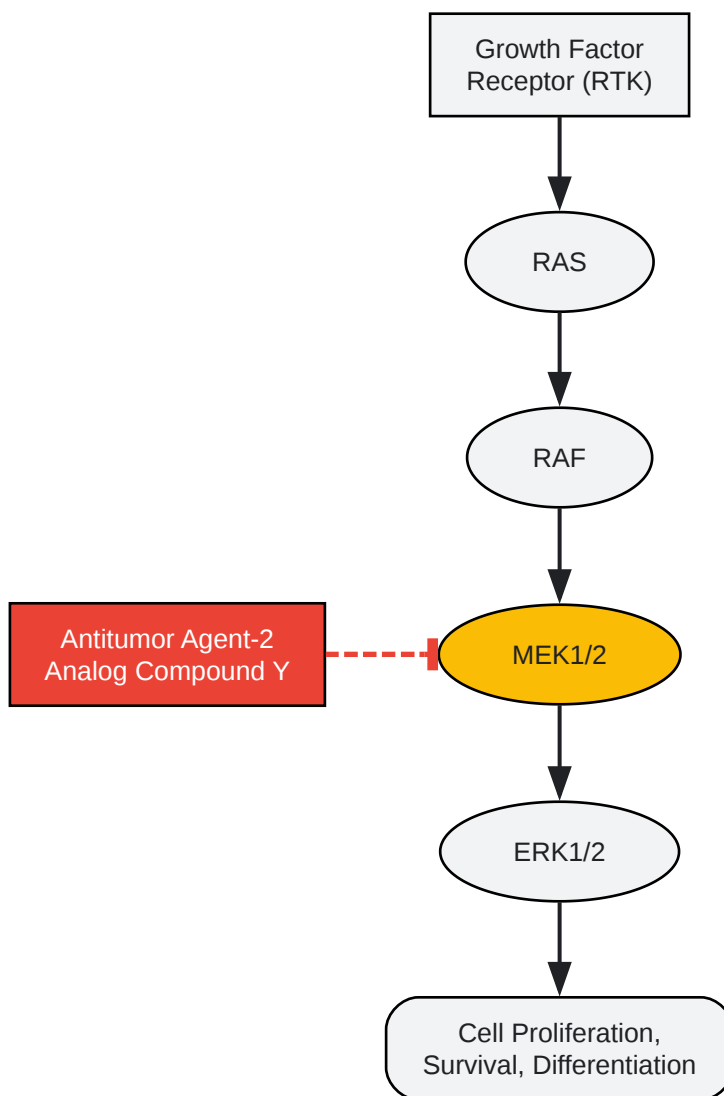 Growth Factor
Receptor (RTK)
RAS
RAF
Antitumor Agent-2
Analog Compound Y
MEK1/2
ERK1/2
Cell Proliferation,
Survival, Differentiation